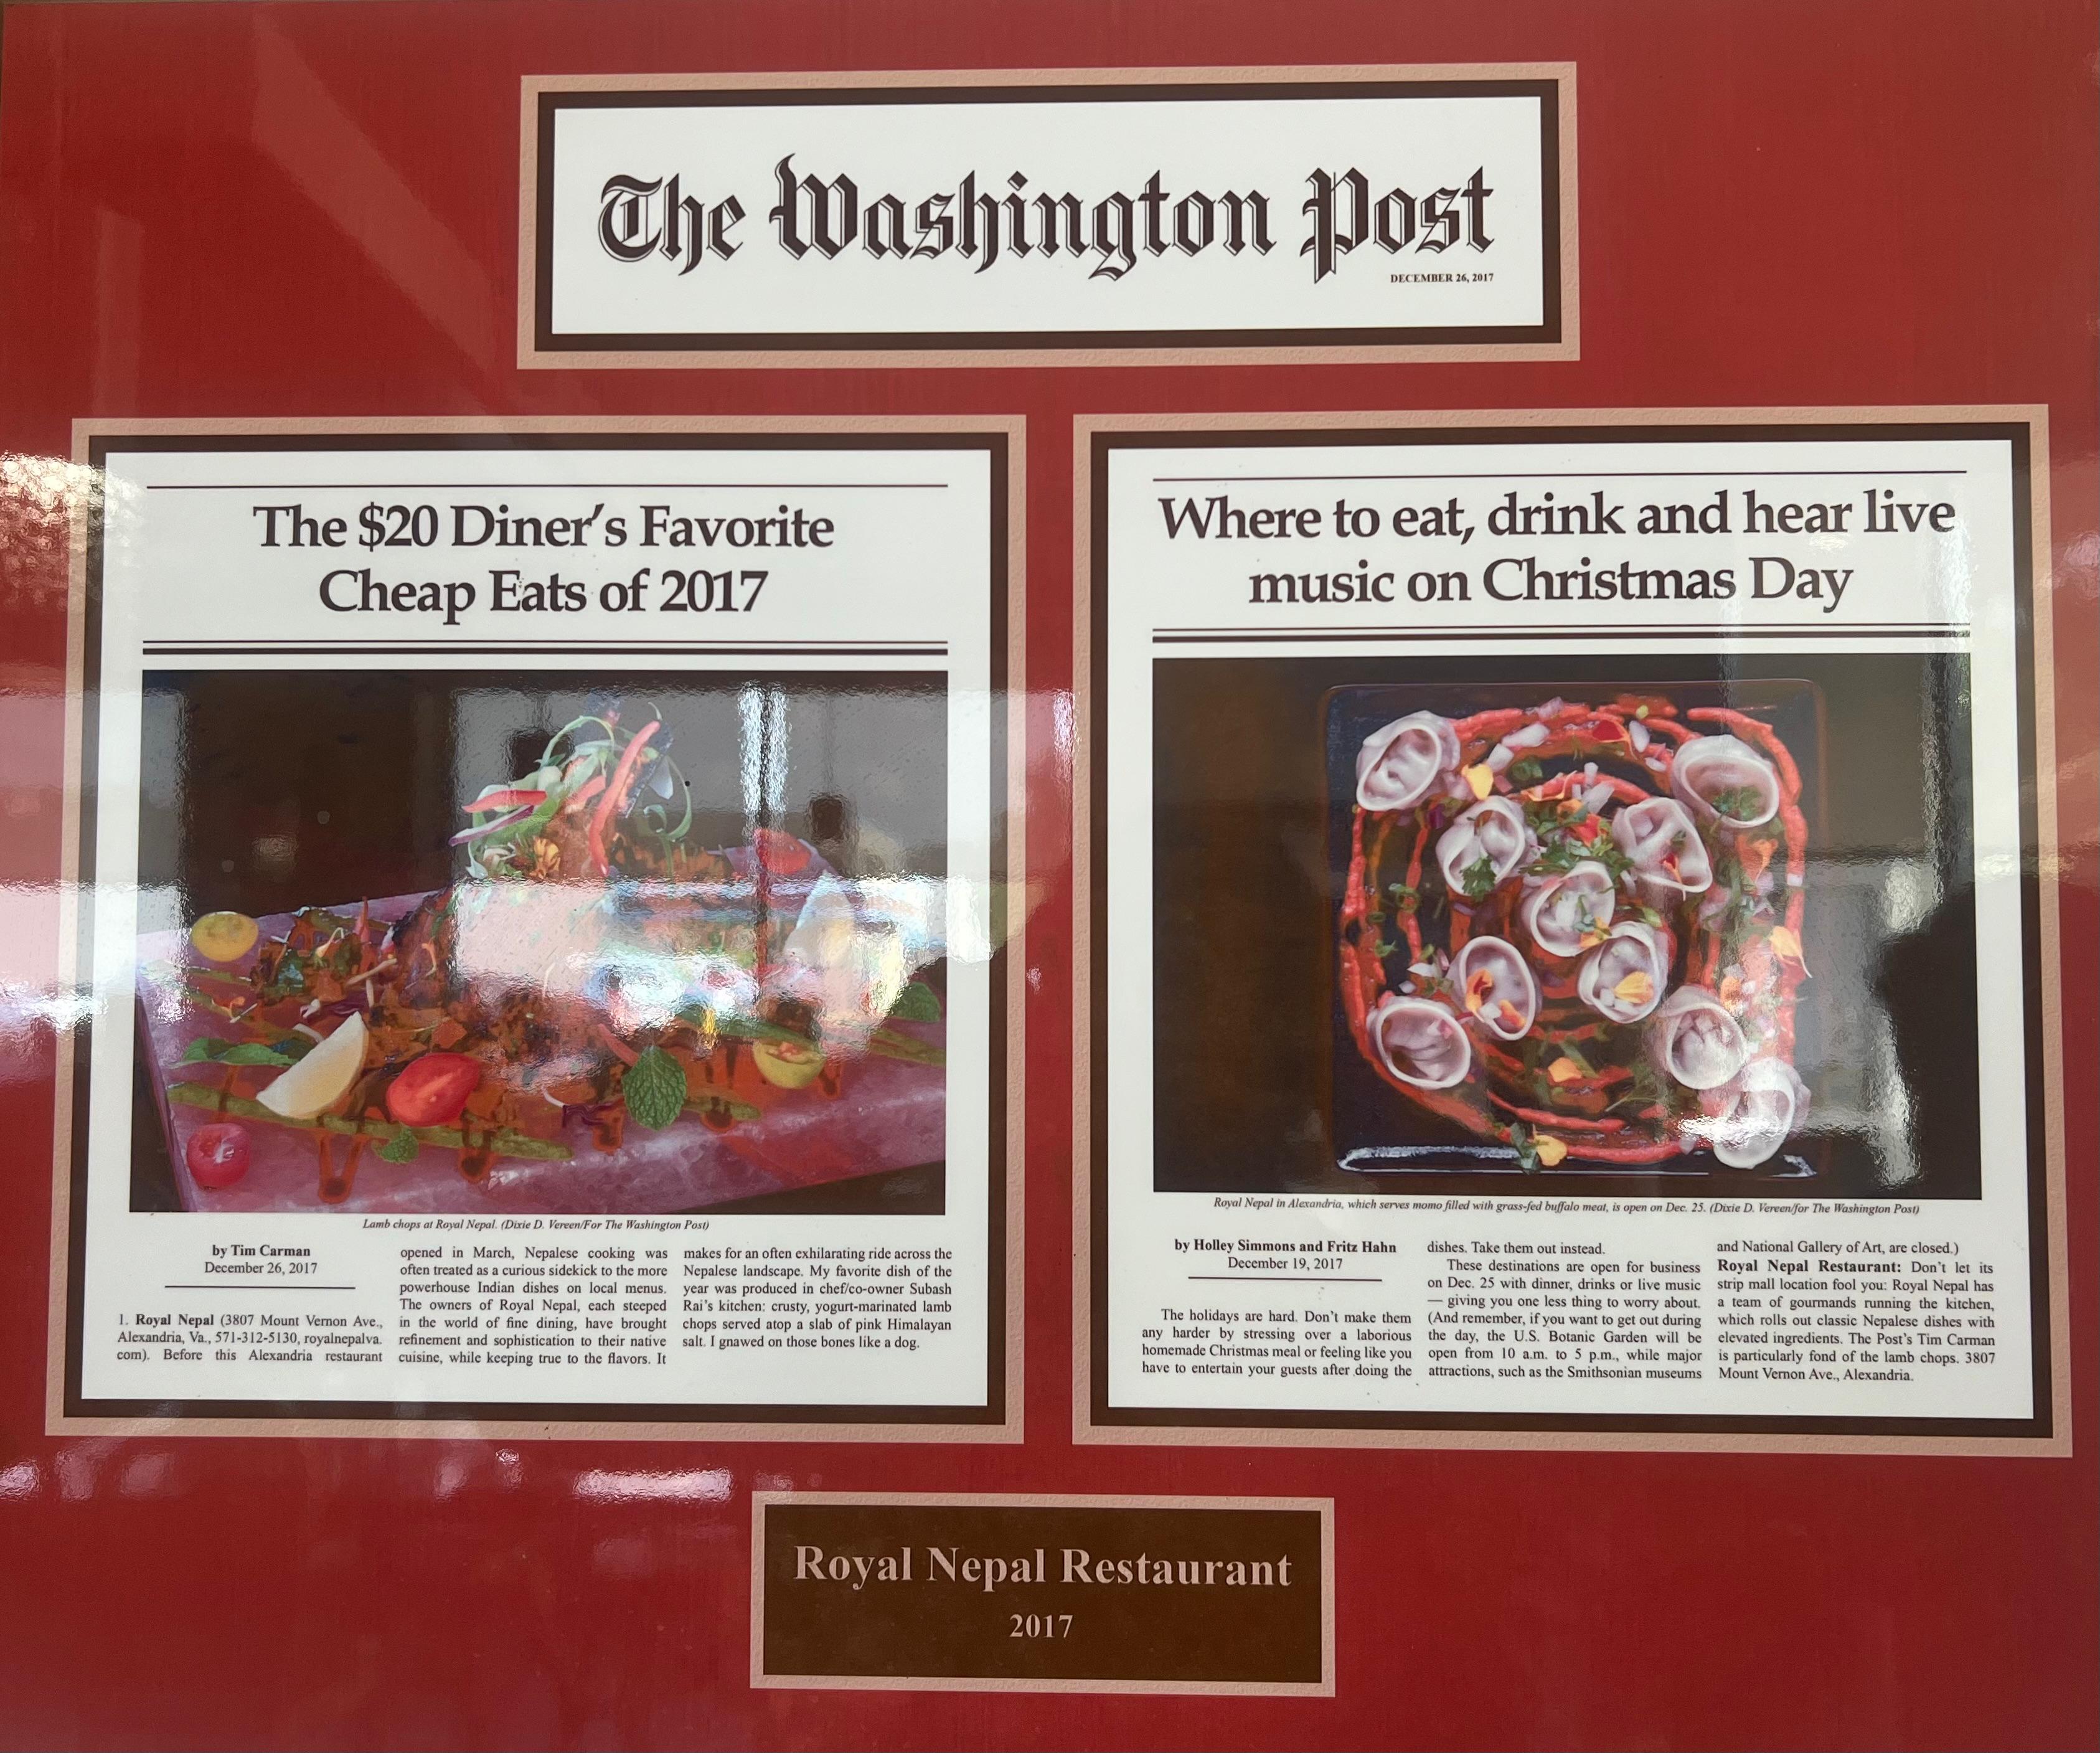 The Washington Post
DECEMBER 26, 2017
The $20 Diner's Favorite
Cheap Eats of 2017
Lamb chops at Royal Nepal. (Dixie D. Vereen/For The Washington Post)
by Tim Carman
December 26, 2017
1. Royal Nepal (3807 Mount Vernon Ave.,
Alexandria, Va., 571-312-5130, royalnepalva.
com). Before this Alexandria restaurant
opened in March, Nepalese cooking was
often treated as a curious sidekick to the more
powerhouse Indian dishes on local menus.
The owners of Royal Nepal, each steeped
in the world of fine dining, have brought
refinement and sophistication to their native
cuisine, while keeping true to the flavors. It
makes for an often exhilarating ride across the
Nepalese landscape. My favorite dish of the
year was produced in chef/co-owner Subash
Rai's kitchen: crusty, yogurt-marinated lamb
chops served atop a slab of pink Himalayan
salt. I gnawed on those bones like a dog.
Where to eat, drink and hear live
music on Christmas Day
Royal Nepal in Alexandria, which serves momo filled with grass-fed buffalo meat, is open on Dec. 25. (Dixie D. Vereen/for The Washington Post)
by Holley Simmons and Fritz Hahn
December 19, 2017
The holidays are hard. Don't make them
any harder by stressing over a laborious
homemade Christmas meal or feeling like you
have to entertain your guests after doing the
dishes. Take them out instead.
These destinations are open for business
on Dec. 25 with dinner, drinks or live music
— giving you one less thing to worry about.
(And remember, if you want to get out during
the day, the U.S. Botanic Garden will be
open from 10 a.m. to 5 p.m., while major
attractions, such as the Smithsonian museums
and National Gallery of Art, are closed.)
Royal Nepal Restaurant: Don't let its
strip mall location fool you: Royal Nepal has
a team of gourmands running the kitchen,
which rolls out classic Nepalese dishes with
elevated ingredients. The Post's Tim Carman
is particularly fond of the lamb chops. 3807
Mount Vernon Ave., Alexandria.
Royal Nepal Restaurant
2017